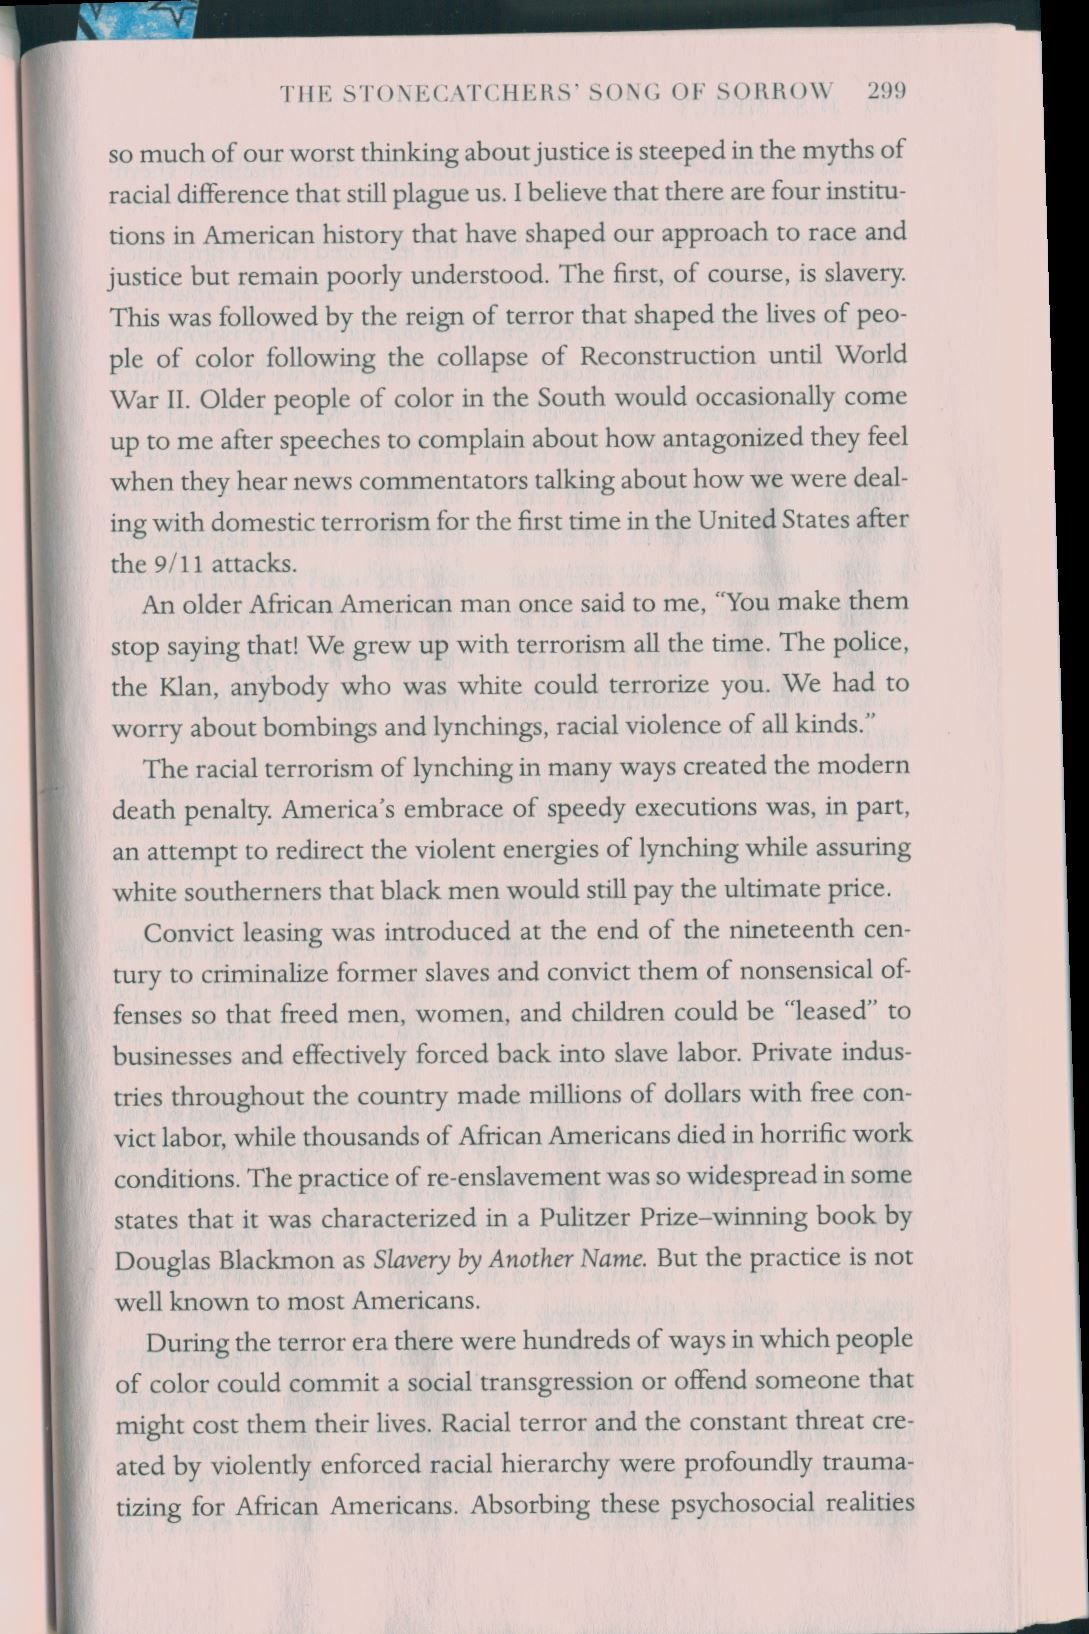 THE STONECATCHERS' SONG OF SORROW 299
so much of our worst thinking about justice is steeped in the myths of
racial difference that still plague us. I believe that there are four institu-
tions in American history that have shaped our approach to race and
justice but remain poorly understood. The first, of course, is slavery.
This was followed by the reign of terror that shaped the lives of peo-
ple of color following the collapse of Reconstruction until World
War II. Older people of color in the South would occasionally come
up to me after speeches to complain about how antagonized they feel
when they hear news commentators talking about how we were deal-
ing with domestic terrorism for the first time in the United States after
the 9/11 attacks.
An older African American man once said to me, “You make them
stop saying that! We grew up with terrorism all the time. The police,
the Klan, anybody who was white could terrorize you. We had to
worry about bombings and lynchings, racial violence of all kinds.”
The racial terrorism of lynching in many ways created the modern
death penalty. America’s embrace of speedy executions was, in part,
an attempt to redirect the violent energies of lynching while assuring
white southerners that black men would still pay the ultimate price.
Convict leasing was introduced at the end of the nineteenth cen-
tury to criminalize former slaves and convict them of nonsensical of-
fenses so that freed men, women, and children could be “leased” to
businesses and effectively forced back into slave labor. Private indus-
tries throughout the country made millions of dollars with free con-
vict labor, while thousands of African Americans died in horrific work
conditions. The practice of re-enslavement was so widespread in some
states that it was characterized in a Pulitzer Prize–winning book by
Douglas Blackmon as Slavery by Another Name. But the practice is not
well known to most Americans.
During the terror era there were hundreds of ways in which people
of color could commit a social transgression or offend someone that
might cost them their lives. Racial terror and the constant threat cre-
ated by violently enforced racial hierarchy were profoundly trauma-
tizing for African Americans. Absorbing these psychosocial realities